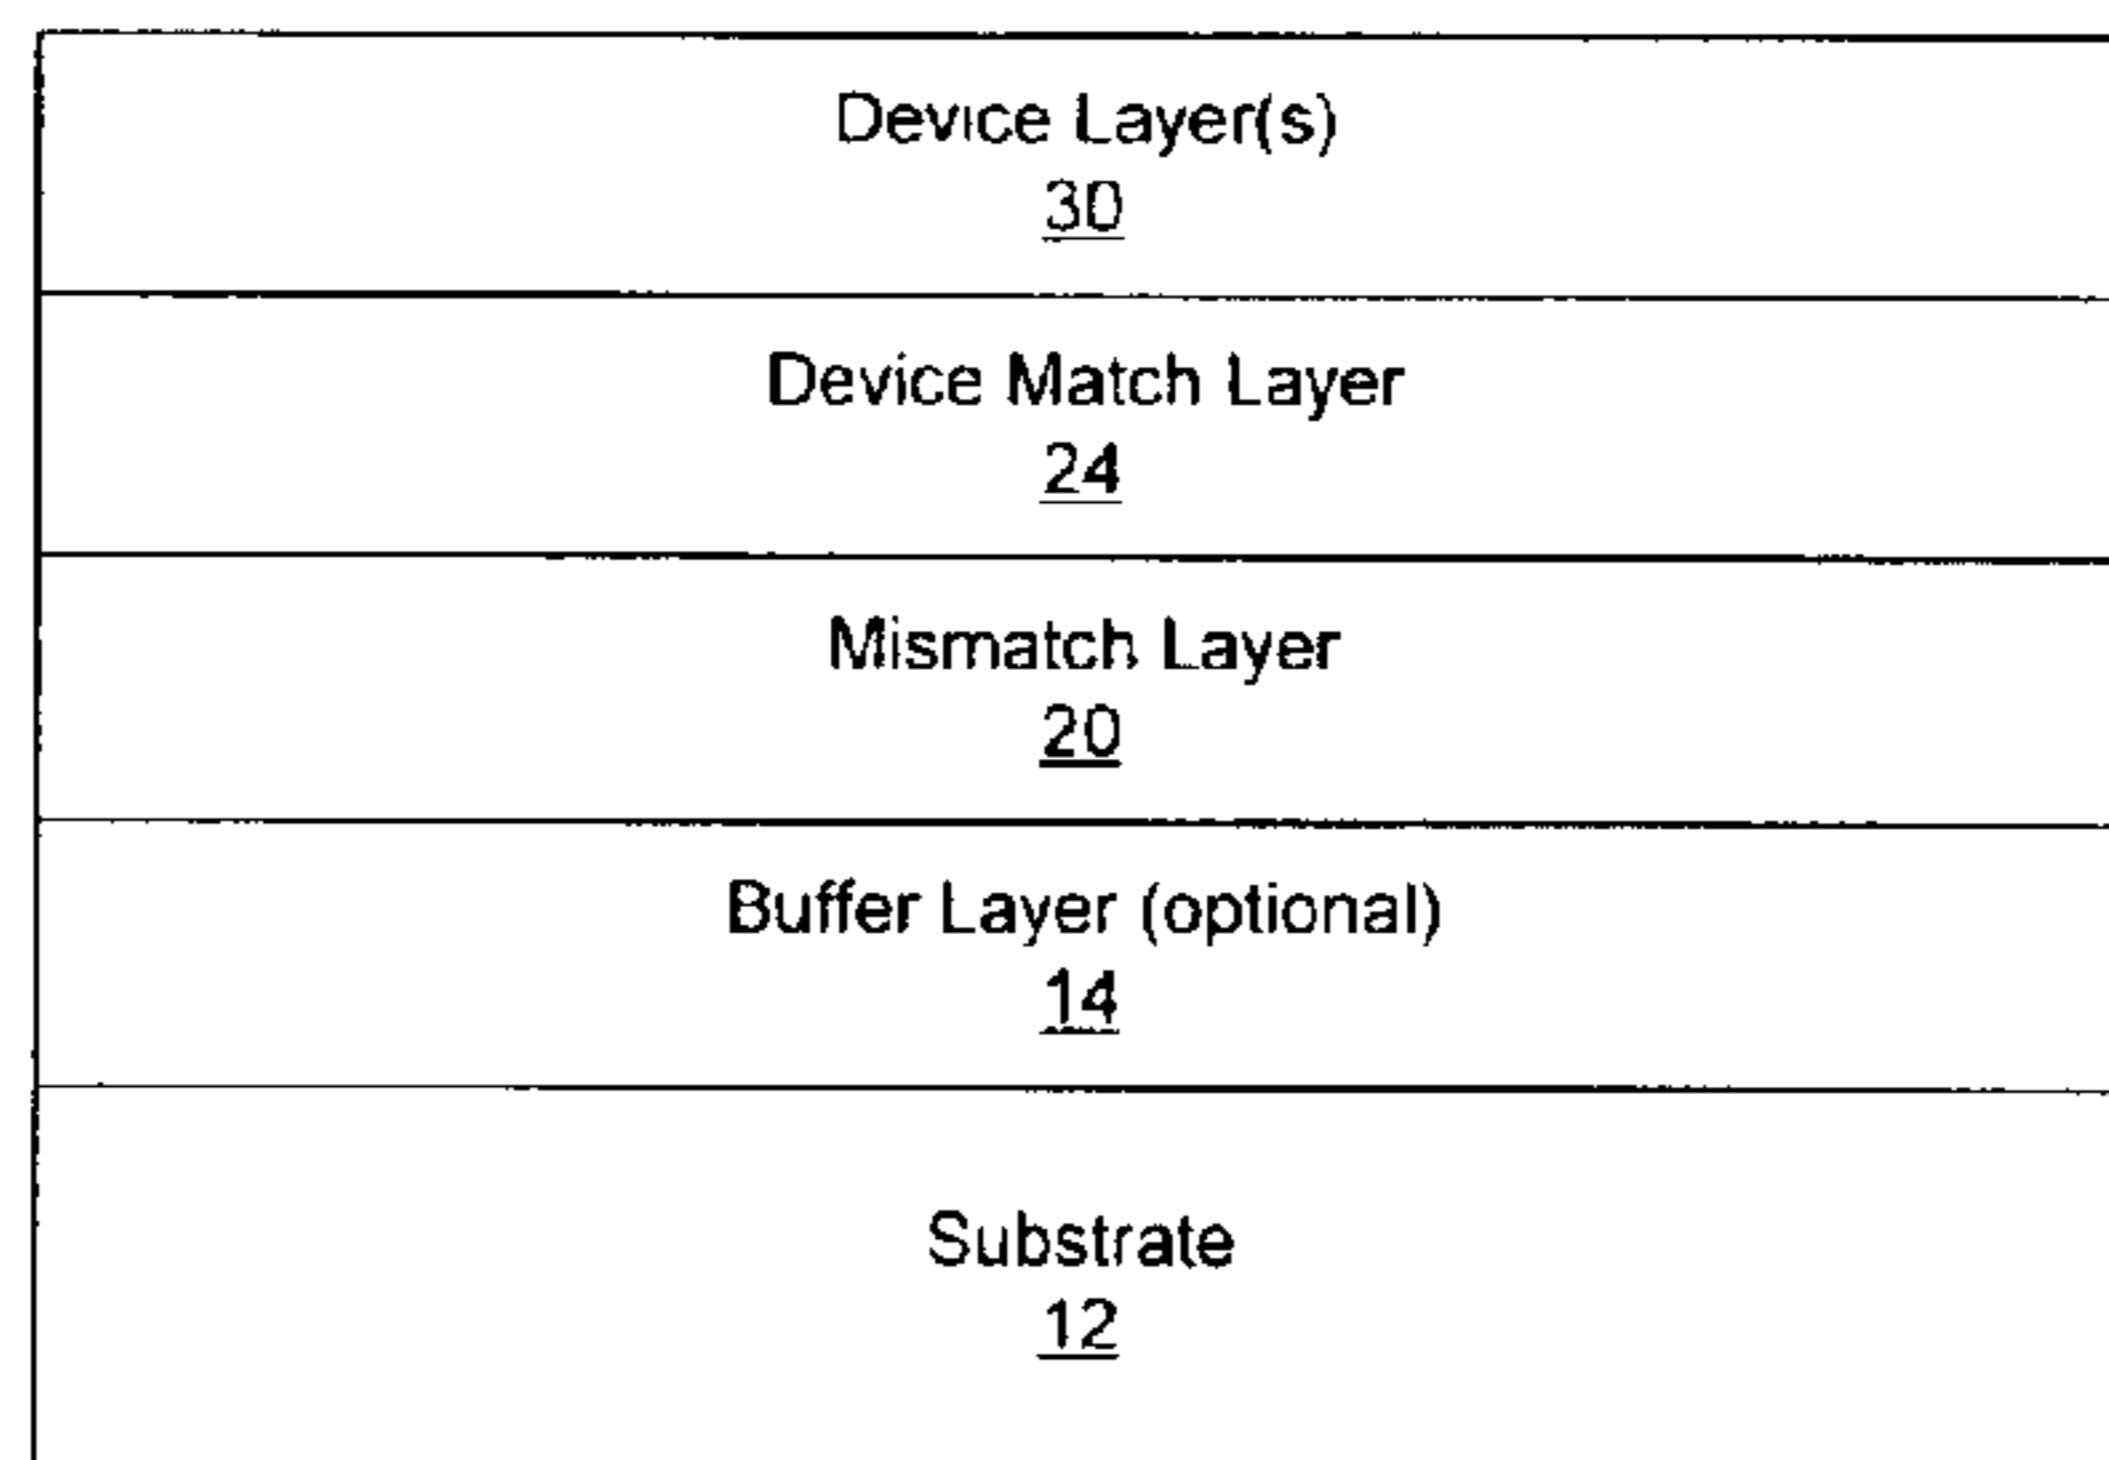 Device Layer(s)
30
Device Match Layer
24
Mismatch Layer
20
Buffer Layer (optional)
14
Substrate
12